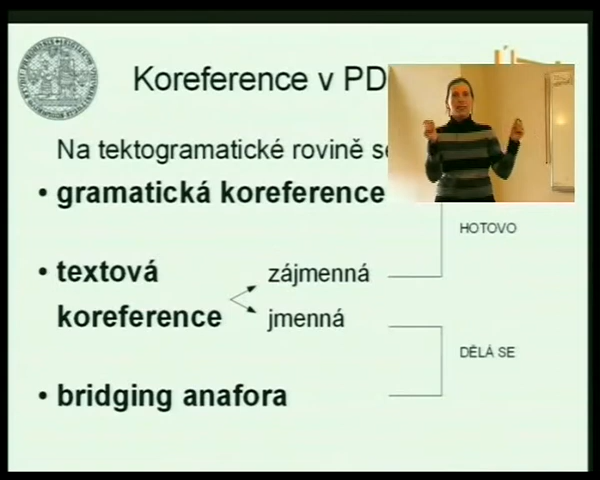 Koreference v PD
Na tektogramatické rovině se
• gramatická koreference
HOTOVO
• textová koreference
zájmenná
jmenná
DĚLÁ SE
• bridging anafora